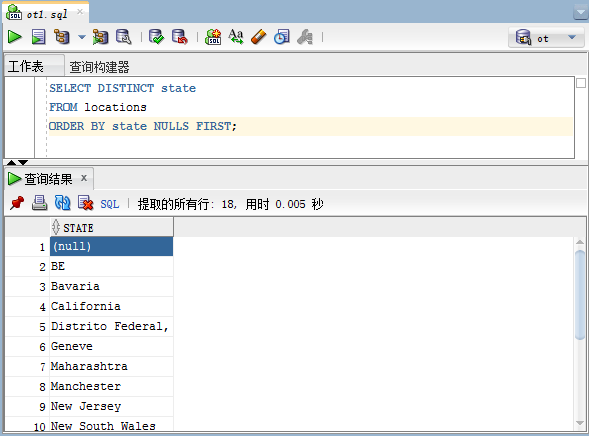 ot1.sql
SQL
Aa
ot
工作表 查询构建器
SELECT DISTINCT state
FROM locations
ORDER BY state NULLS FIRST;
查询结果 x
SQL | 提取的所有行: 18, 用时 0.005 秒
STATE
1 (null)
2 BE
3 Bavaria
4 California
5 Distrito Federal,
6 Geneve
7 Maharashtra
8 Manchester
9 New Jersey
10 New South Wales